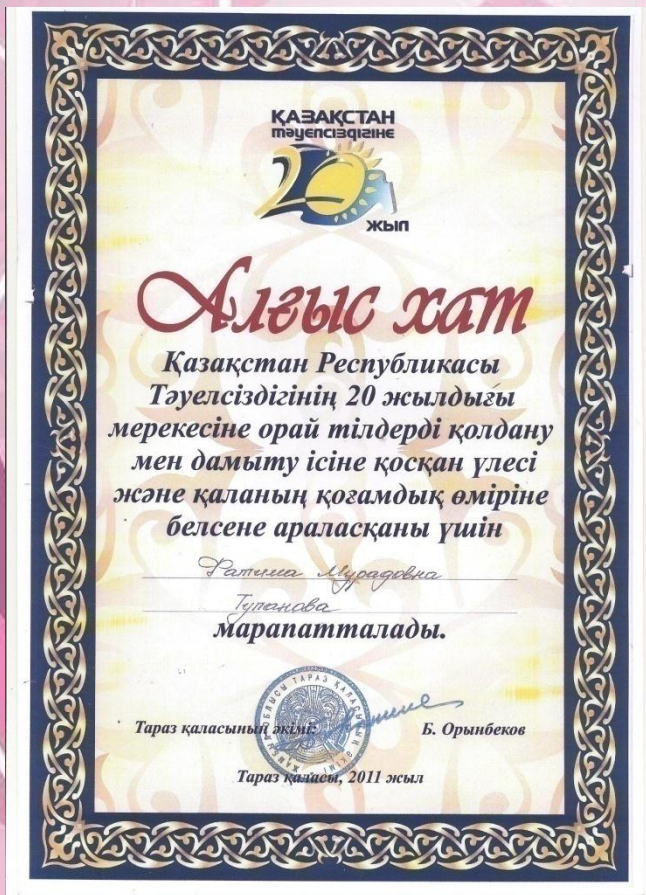 ҚАЗАҚСТАН
тәуелсіздігіне
20
жыл
Алғыс хат
Қазақстан Республикасы
Тәуелсіздігінің 20 жылдығы
мерекесіне орай тілдерді қолдану
мен дамыту ісіне қосқан үлесі
және қаланың қоғамдық өміріне
белсене араласқаны үшін
Фатима Мурадовна
Тупанова
марапатталады.
Тараз қаласының әкімі: Б. Орынбеков
Тараз қаласы, 2011 жыл